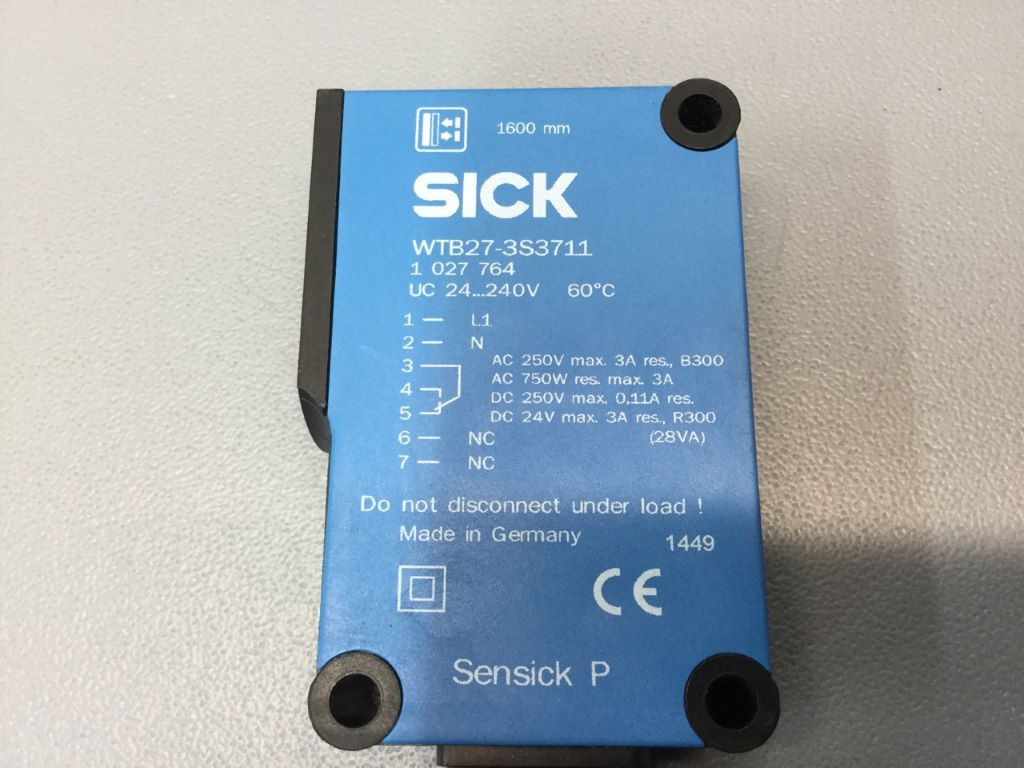 1600 mm
SICK
WTB27-3S3711
1 027 764
UC 24...240V 60°C
1 — L1
2 — N
3 AC 250V max. 3A res., B300
4 AC 750W res. max. 3A
5 DC 250V max. 0,11A res.
DC 24V max. 3A res., R300
6 — NC (28VA)
7 — NC
Do not disconnect under load !
Made in Germany 1449
CE
Sensick P